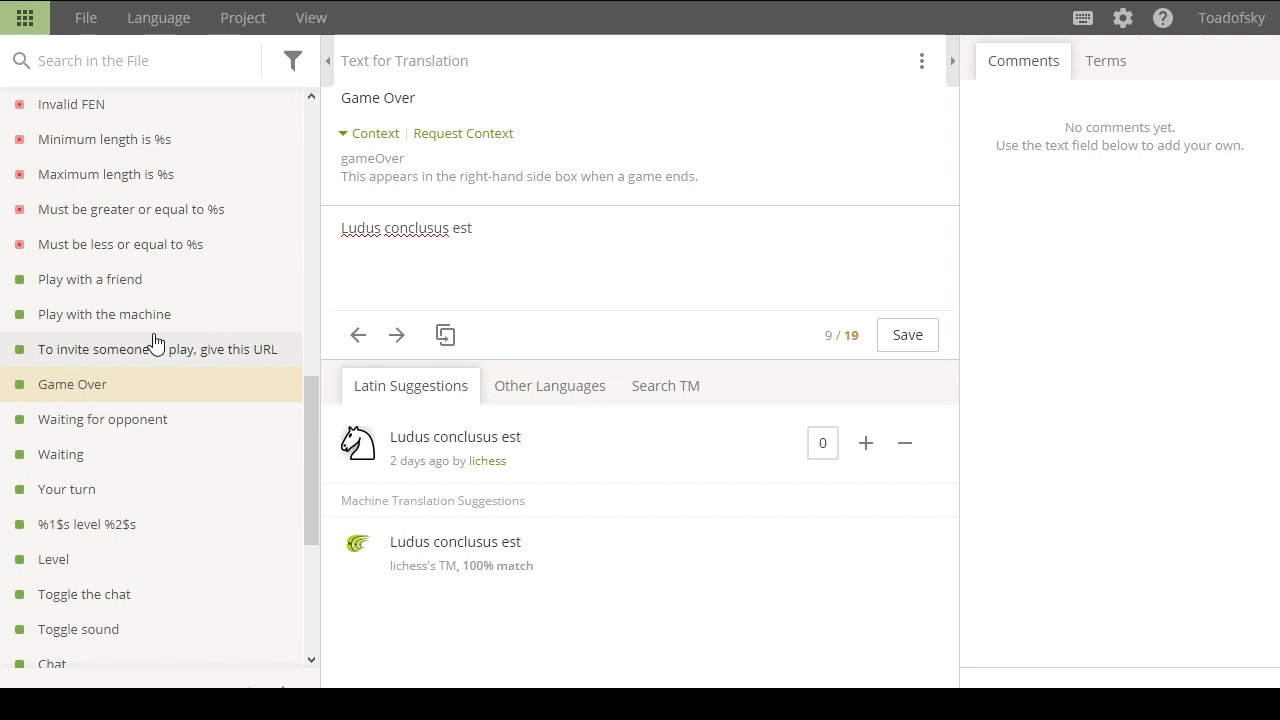 File Language Project View Toadofsky
Search in the File
Invalid FEN
Minimum length is %s
Maximum length is %s
Must be greater or equal to %s
Must be less or equal to %s
Play with a friend
Play with the machine
To invite someone play, give this URL
Game Over
Waiting for opponent
Waiting
Your turn
%1$s level %2$s
Level
Toggle the chat
Toggle sound
Chat
Text for Translation
Game Over
Context | Request Context
gameOver
This appears in the right-hand side box when a game ends.
Ludus conclusus est
9 / 19 Save
Latin Suggestions Other Languages Search TM
Ludus conclusus est
2 days ago by lichess
0
Machine Translation Suggestions
Ludus conclusus est
lichess's TM, 100% match
Comments Terms
No comments yet.
Use the text field below to add your own.